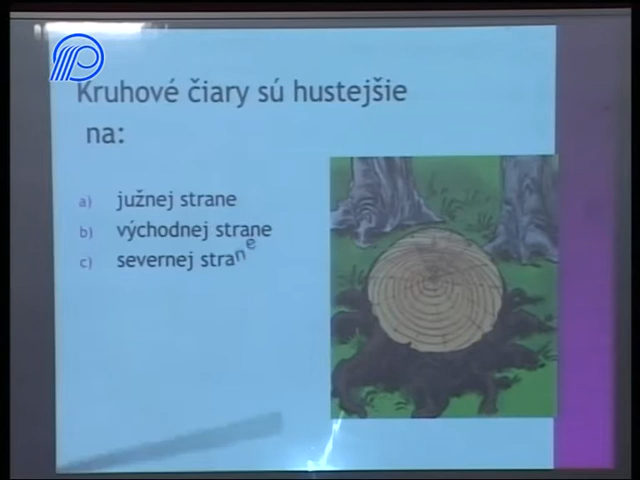 Kruhové čiary sú hustejšie
na:
a) južnej strane
b) východnej strane
c) severnej strane